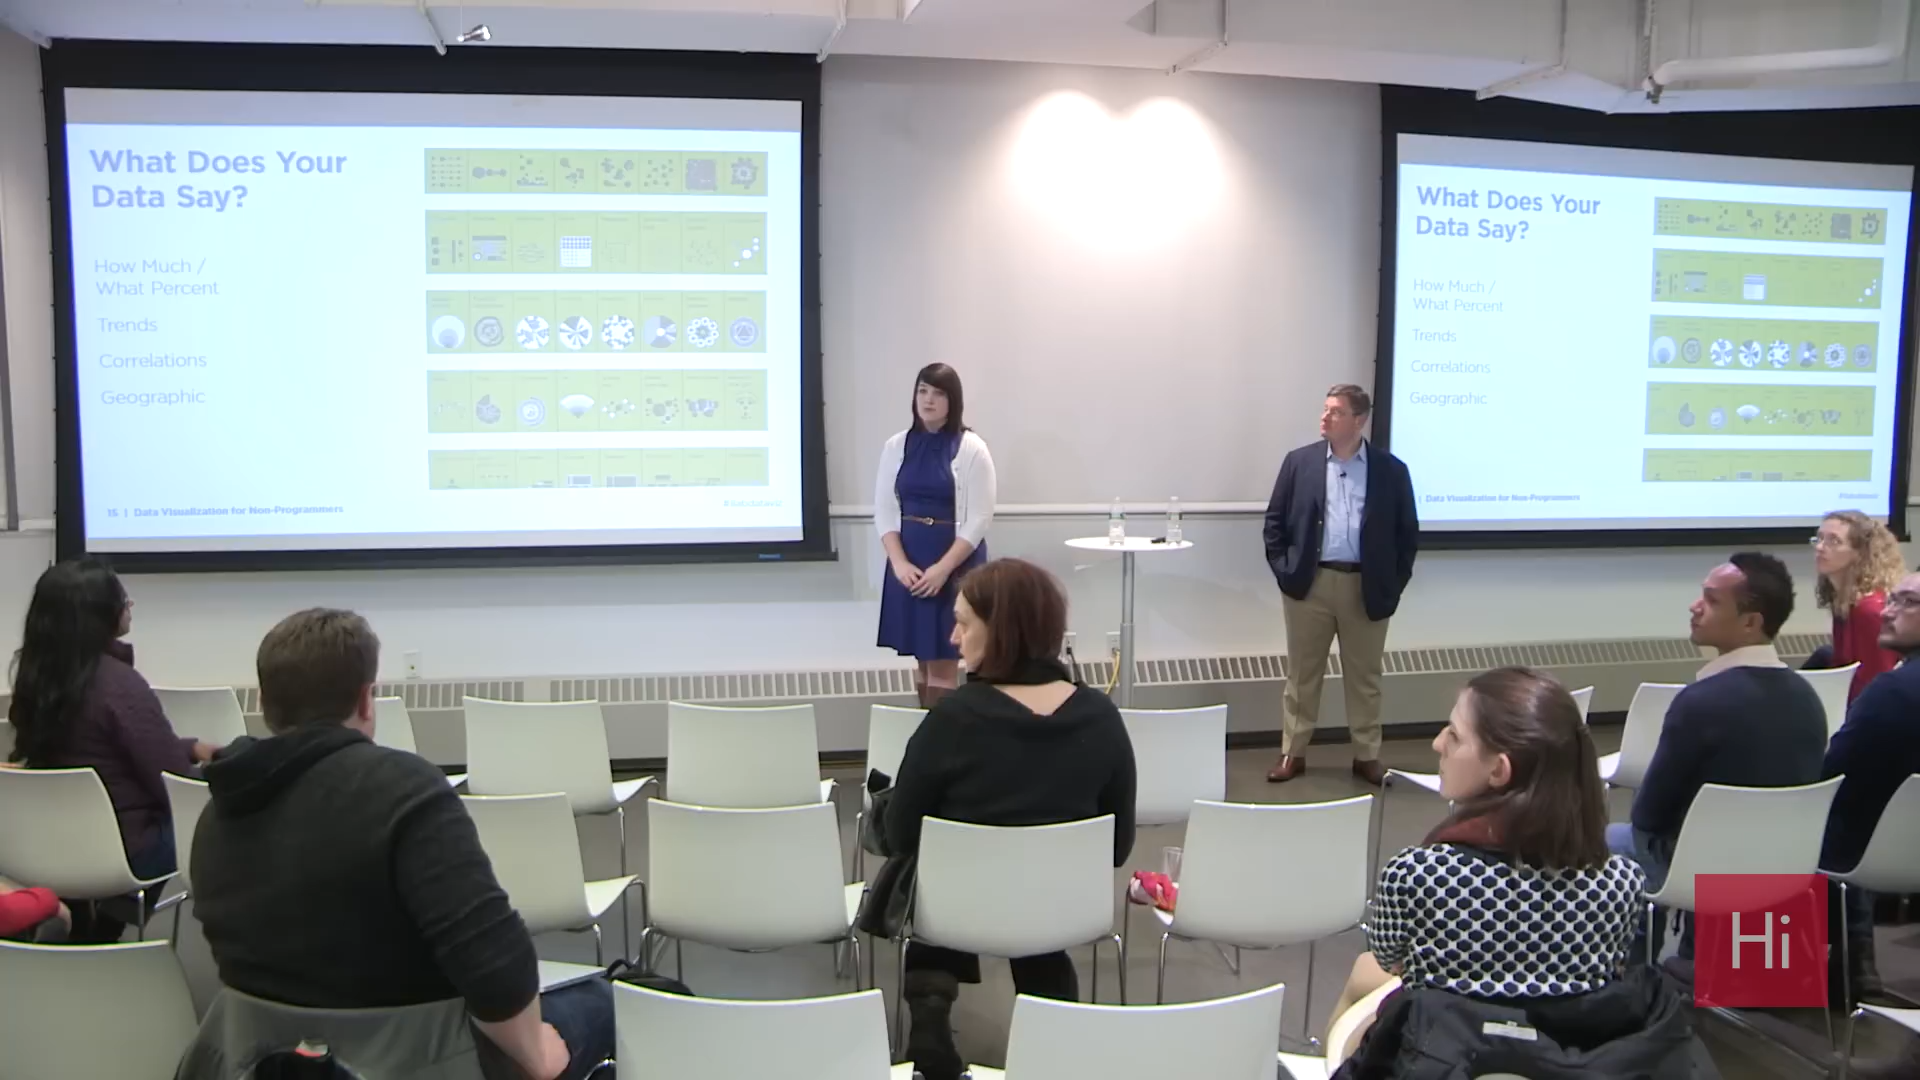 What Does Your
Data Say?
How Much /
What Percent
Trends
Correlations
Geographic
15 | Data Visualization for Non-Programmers
What Does Your
Data Say?
How Much /
What Percent
Trends
Correlations
Geographic
| Data Visualization for Non-Programmers
Hi